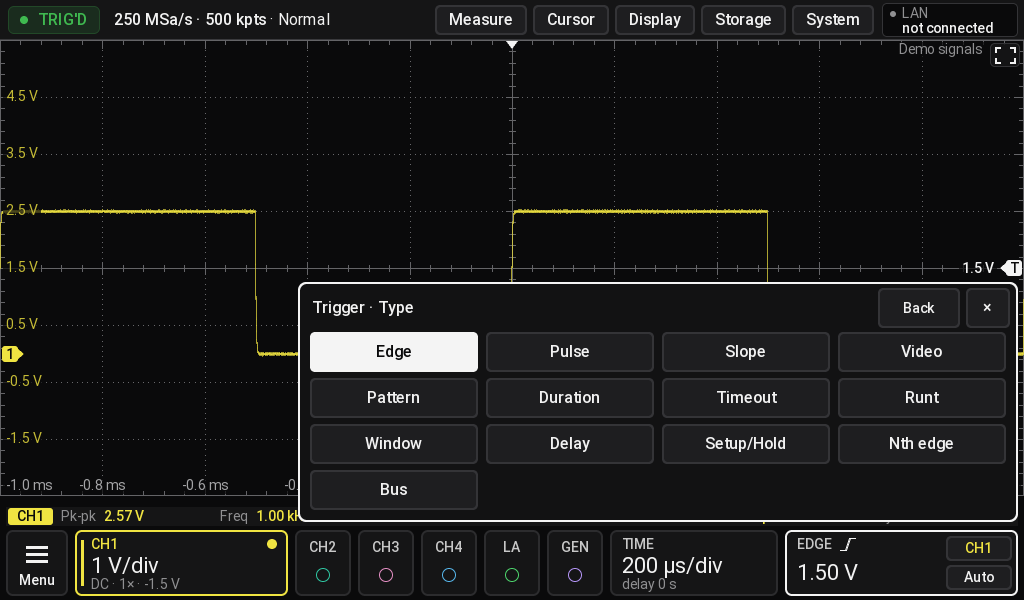 TRIG'D 250 MSa/s · 500 kpts · Normal Measure Cursor Display Storage System LAN
not connected
Demo signals
4.5 V
3.5 V
2.5 V
1.5 V 1.5 V T
Trigger · Type Back ×
0.5 V
Edge Pulse Slope Video
1
-0.5 V
Pattern Duration Timeout Runt
-1.5 V
Window Delay Setup/Hold Nth edge
-1.0 ms -0.8 ms -0.6 ms
Bus
CH1 Pk-pk 2.57 V Freq 1.00
Menu
CH1
1 V/div
DC · 1× · -1.5 V
CH2 CH3 CH4 LA GEN
TIME
200 µs/div
delay 0 s
EDGE CH1
1.50 V Auto